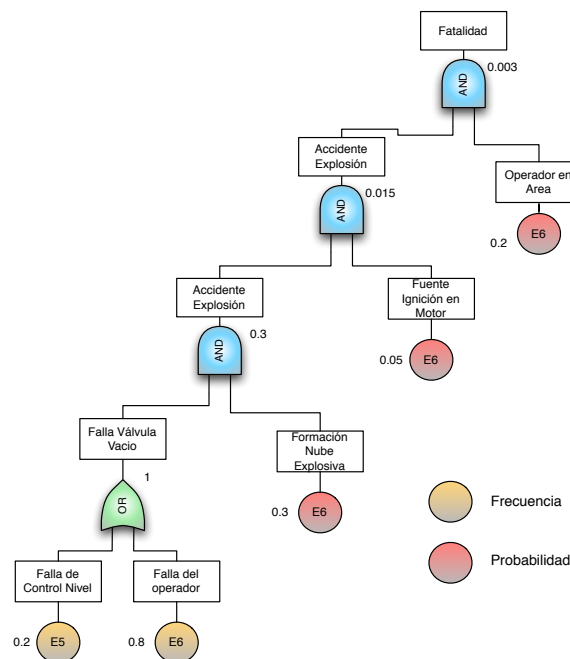 Fatalidad
0.003
AND
Accidente
Explosión
0.015
AND
Operador en
Area
0.2
E6
Accidente
Explosión
0.3
AND
Fuente
Ignición en
Motor
0.05
E6
Falla Válvula
Vacio
1
OR
Formación
Nube
Explosiva
0.3
E6
Frecuencia
Probabilidad
Falla de
Control Nivel
Falla del
operador
0.2
E5
0.8
E6